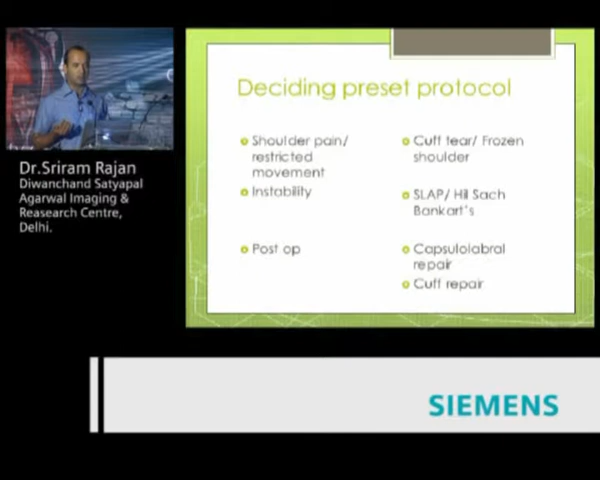 Dr.Sriram Rajan
Diwanchand Satyapal
Agarwal Imaging &
Reasearch Centre,
Delhi.
Deciding preset protocol
Shoulder pain/
restricted
movement
Instability
Post op
Cuff tear/ Frozen
shoulder
SLAP/ Hil Sach
Bankart's
Capsulolabral
repair
Cuff repair
SIEMENS